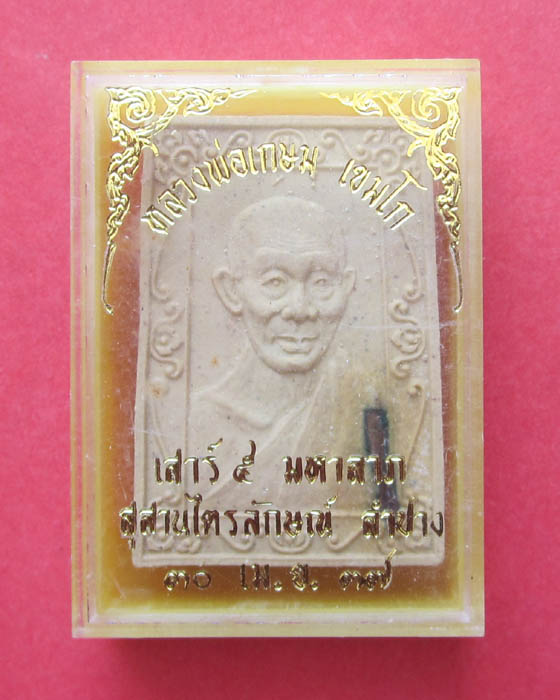 หลวงพ่อเกษม เขมโก
เสาร์ ๕ มหาลาภ
สุสานไตรลักษณ์ ลำปาง
๓๐ เม.ย. ๓๗